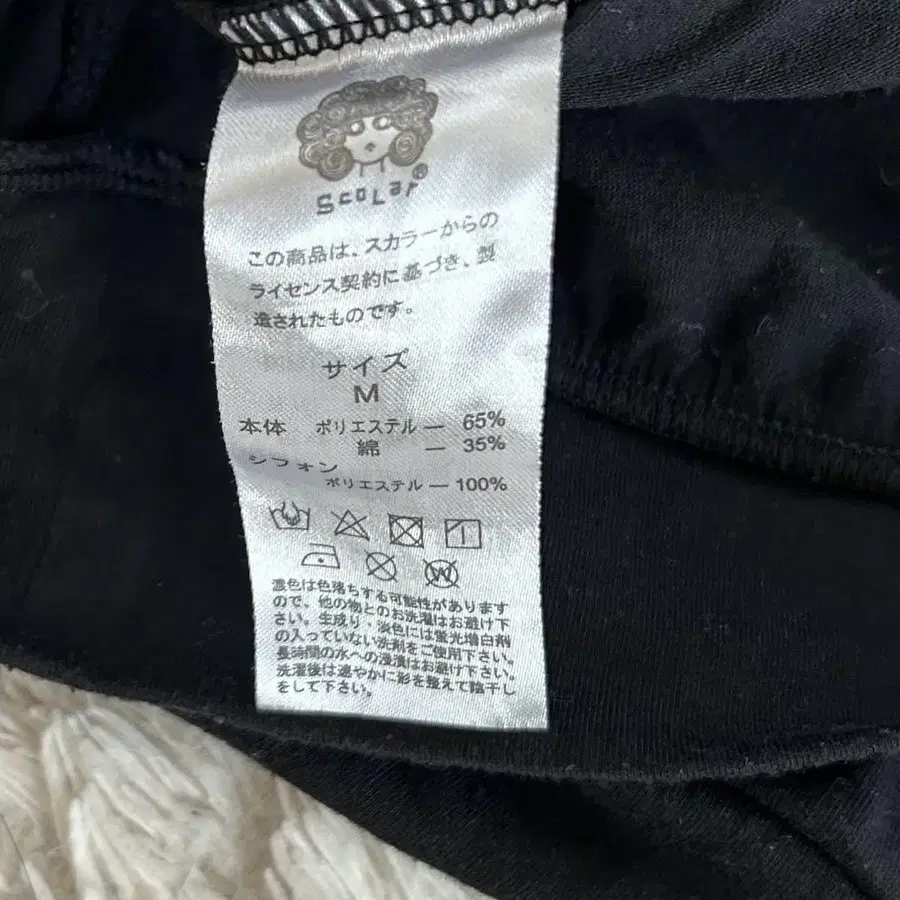 ScoLar®
この商品は、スカラーからの
ライセンス契約に基づき、製
造されたものです。
サイズ
M
本体 ポリエステル — 65%
綿 — 35%
シフォン
ポリエステル — 100%
W
濃色は色落ちする可能性があります
ので、他の物とのお洗濯はお避け下
さい。生成り・淡色には蛍光増白剤
の入っていない洗剤をご使用下さい。
長時間の水への浸漬はお避け下さい。
洗濯後は速やかに形を整えて陰干し
をして下さい。